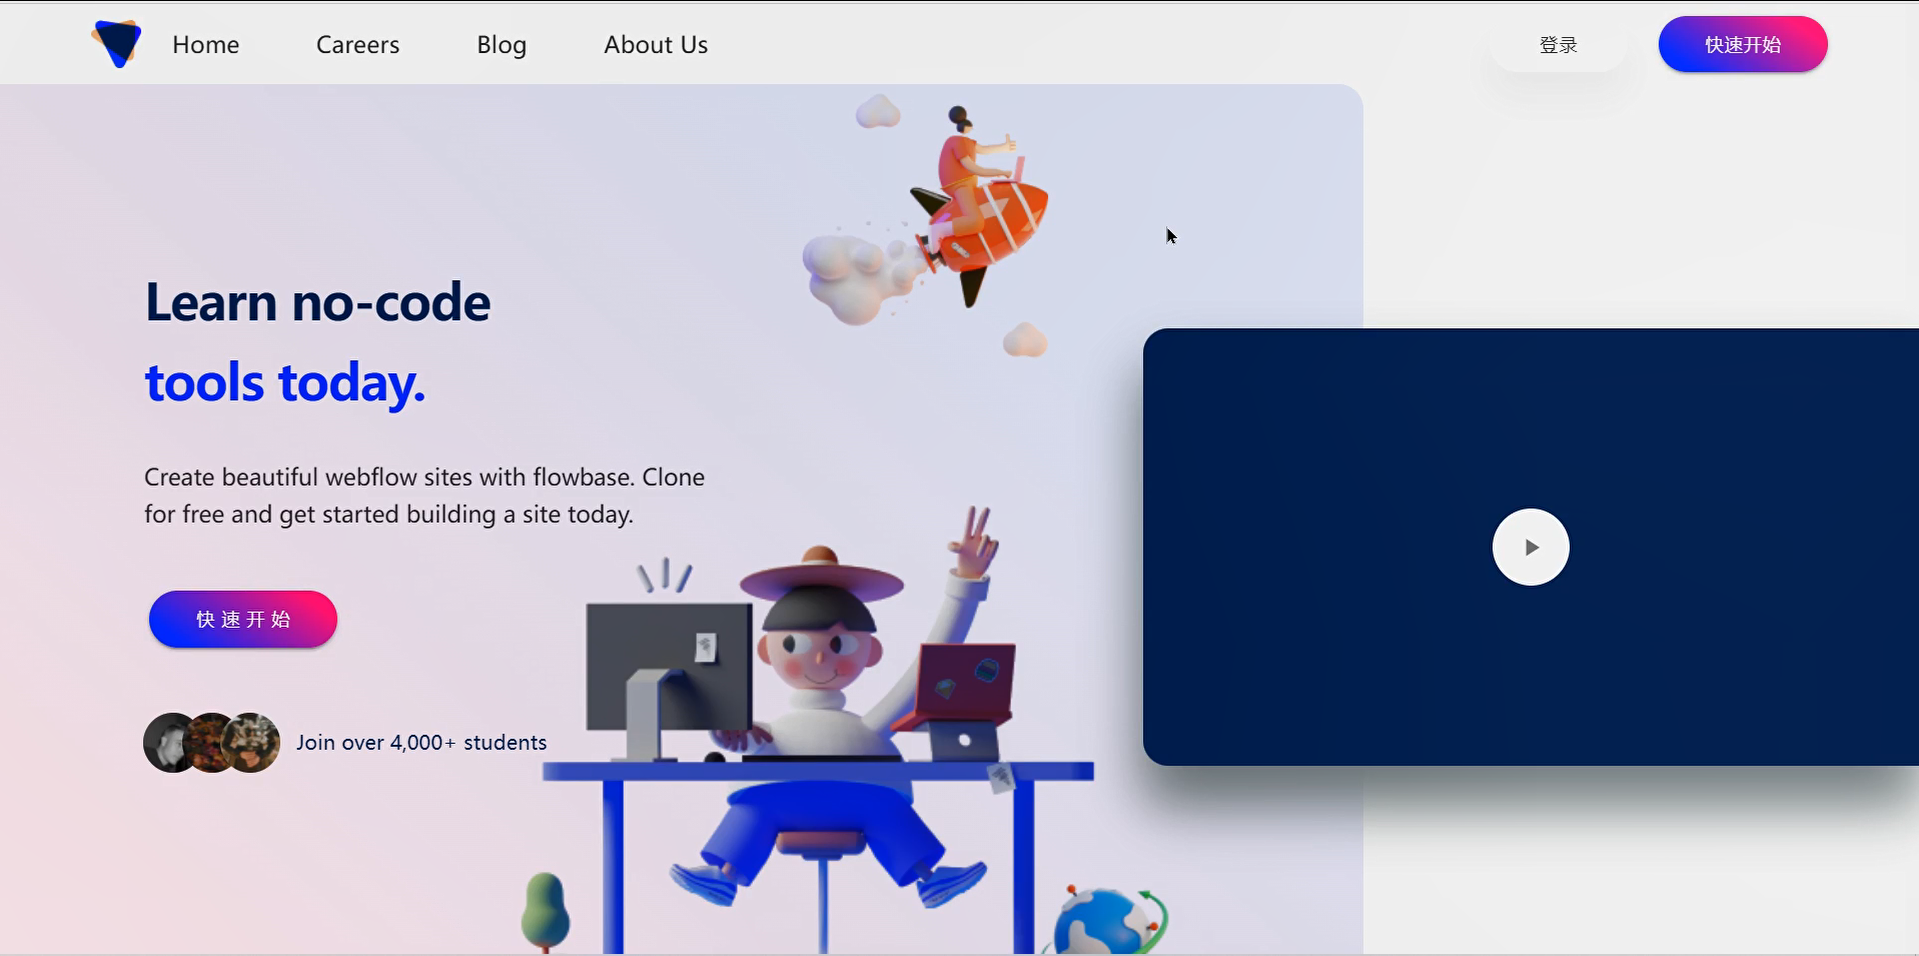 Home
Careers
Blog
About Us
登录
快速开始
Learn no-code
tools today.
Create beautiful webflow sites with flowbase. Clone
for free and get started building a site today.
快速开始
Join over 4,000+ students